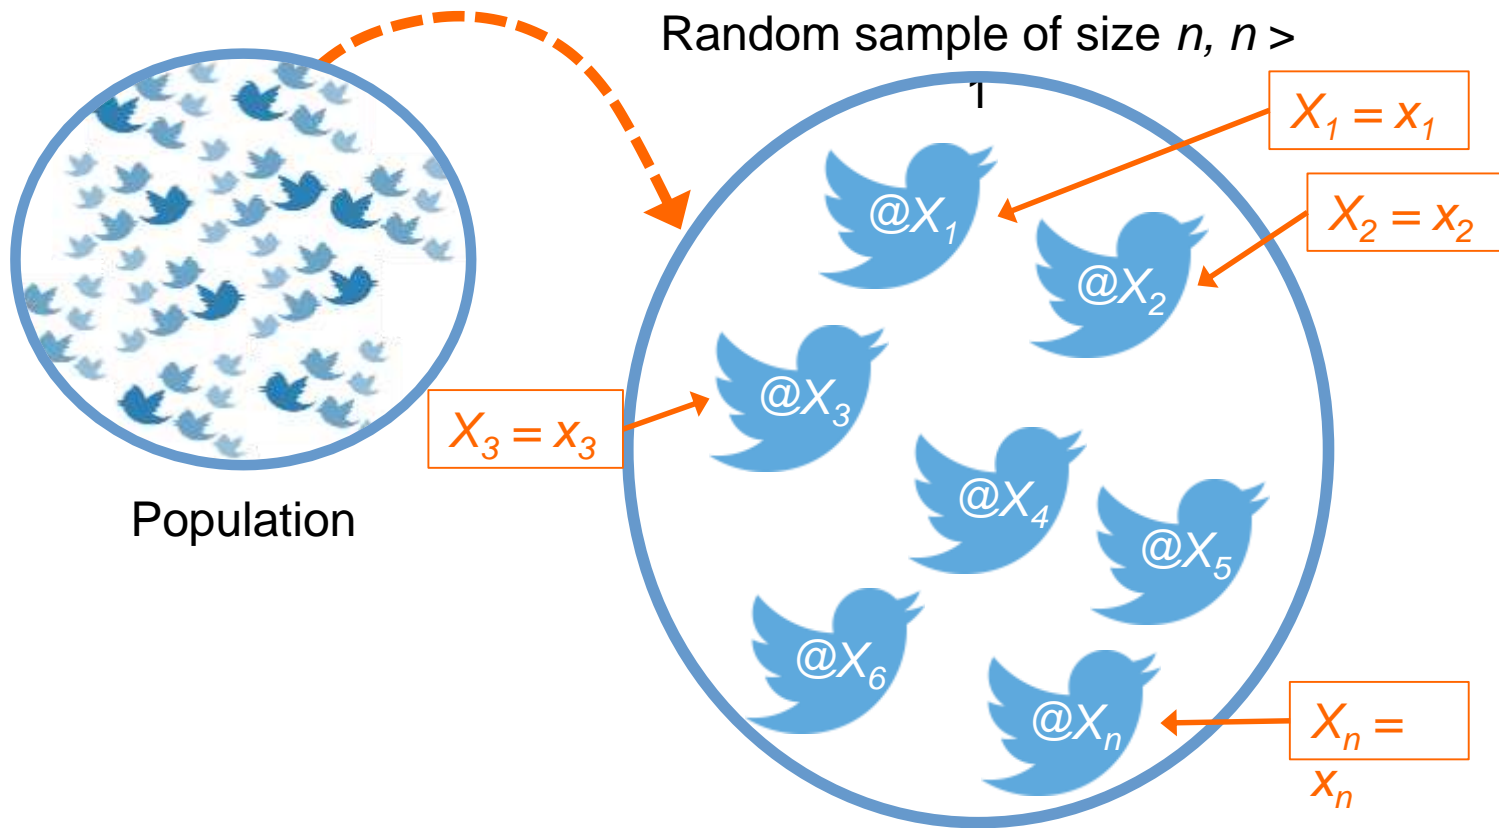 Random sample of size n, n >
1
X₁ = x₁
X₂ = x₂
@X₁
@X₂
@X₃
X₃ = x₃
@X₄
@X₅
Population
@X₆
@Xₙ
Xₙ =
xₙ